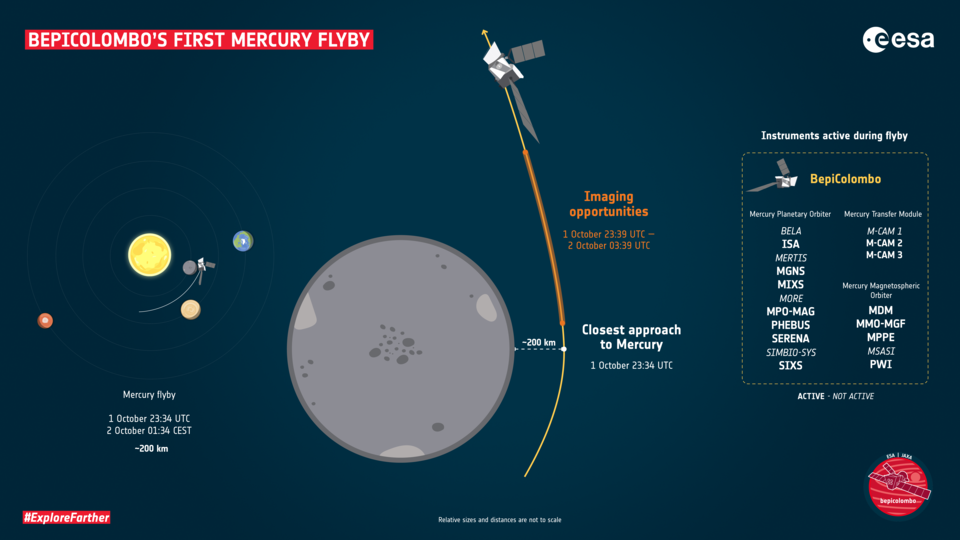 BEPICOLOMBO'S FIRST MERCURY FLYBY
esa
Mercury flyby
1 October 23:34 UTC
2 October 01:34 CEST
~200 km
#ExploreFarther
Imaging
opportunities
1 October 23:39 UTC –
2 October 03:39 UTC
~200 km
Closest approach
to Mercury
1 October 23:34 UTC
Relative sizes and distances are not to scale
Instruments active during flyby
BepiColombo
Mercury Planetary Orbiter
BELA
ISA
MERTIS
MGNS
MIXS
MORE
MPO-MAG
PHEBUS
SERENA
SIMBIO-SYS
SIXS
Mercury Transfer Module
M-CAM 1
M-CAM 2
M-CAM 3
Mercury Magnetospheric
Orbiter
MDM
MMO-MGF
MPPE
MSASI
PWI
ACTIVE - NOT ACTIVE
ESA | JAXA
bepicolombo